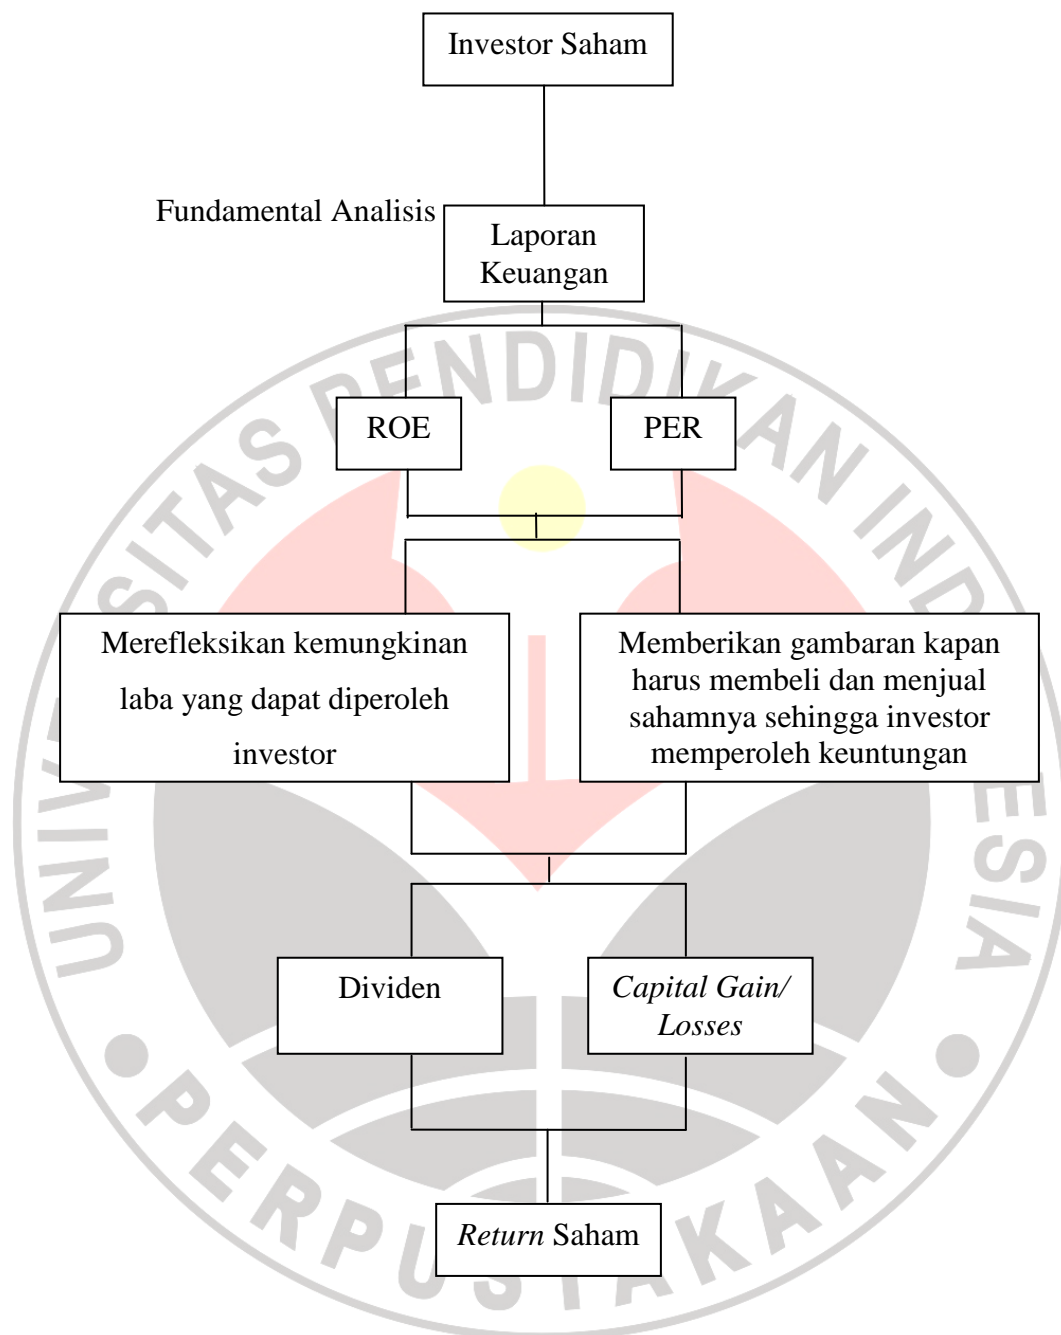 Investor Saham
Fundamental Analisis
Laporan
Keuangan
ROE
PER
Merefleksikan kemungkinan
laba yang dapat diperoleh
investor
Memberikan gambaran kapan
harus membeli dan menjual
sahamnya sehingga investor
memperoleh keuntungan
Dividen
Capital Gain/
Losses
Return Saham
UNIVERSITAS PENDIDIKAN INDONESIA
PERPUSTAKAAN